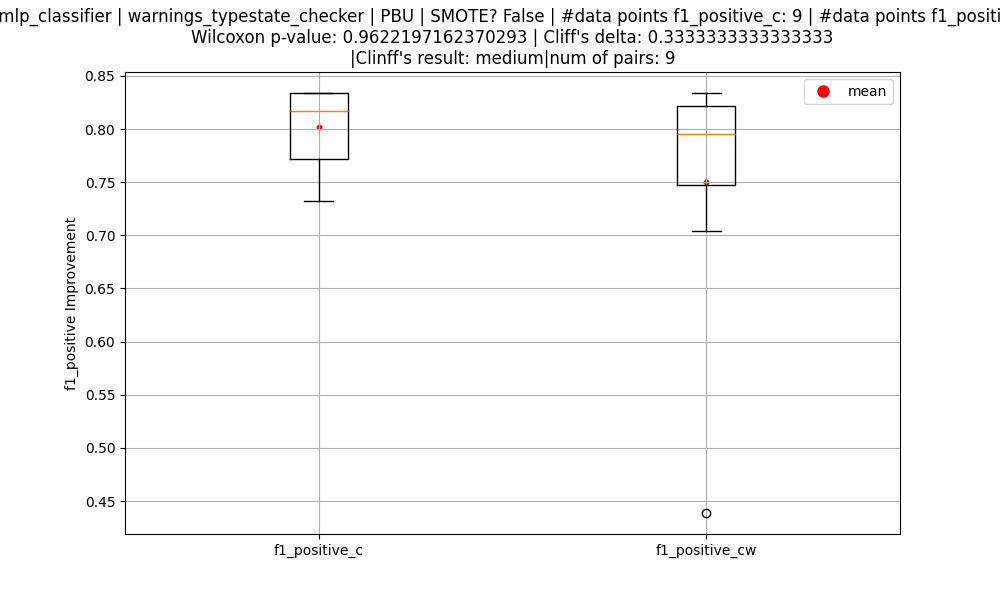 mlp_classifier | warnings_typestate_checker | PBU | SMOTE? False | #data points f1_positive_c: 9 | #data points f1_positi
Wilcoxon p-value: 0.9622197162370293 | Cliff's delta: 0.3333333333333333
|Clinff's result: medium|num of pairs: 9
mean
0.85
0.80
0.75
0.70
0.65
0.60
0.55
0.50
0.45
f1_positive Improvement
f1_positive_c
f1_positive_cw